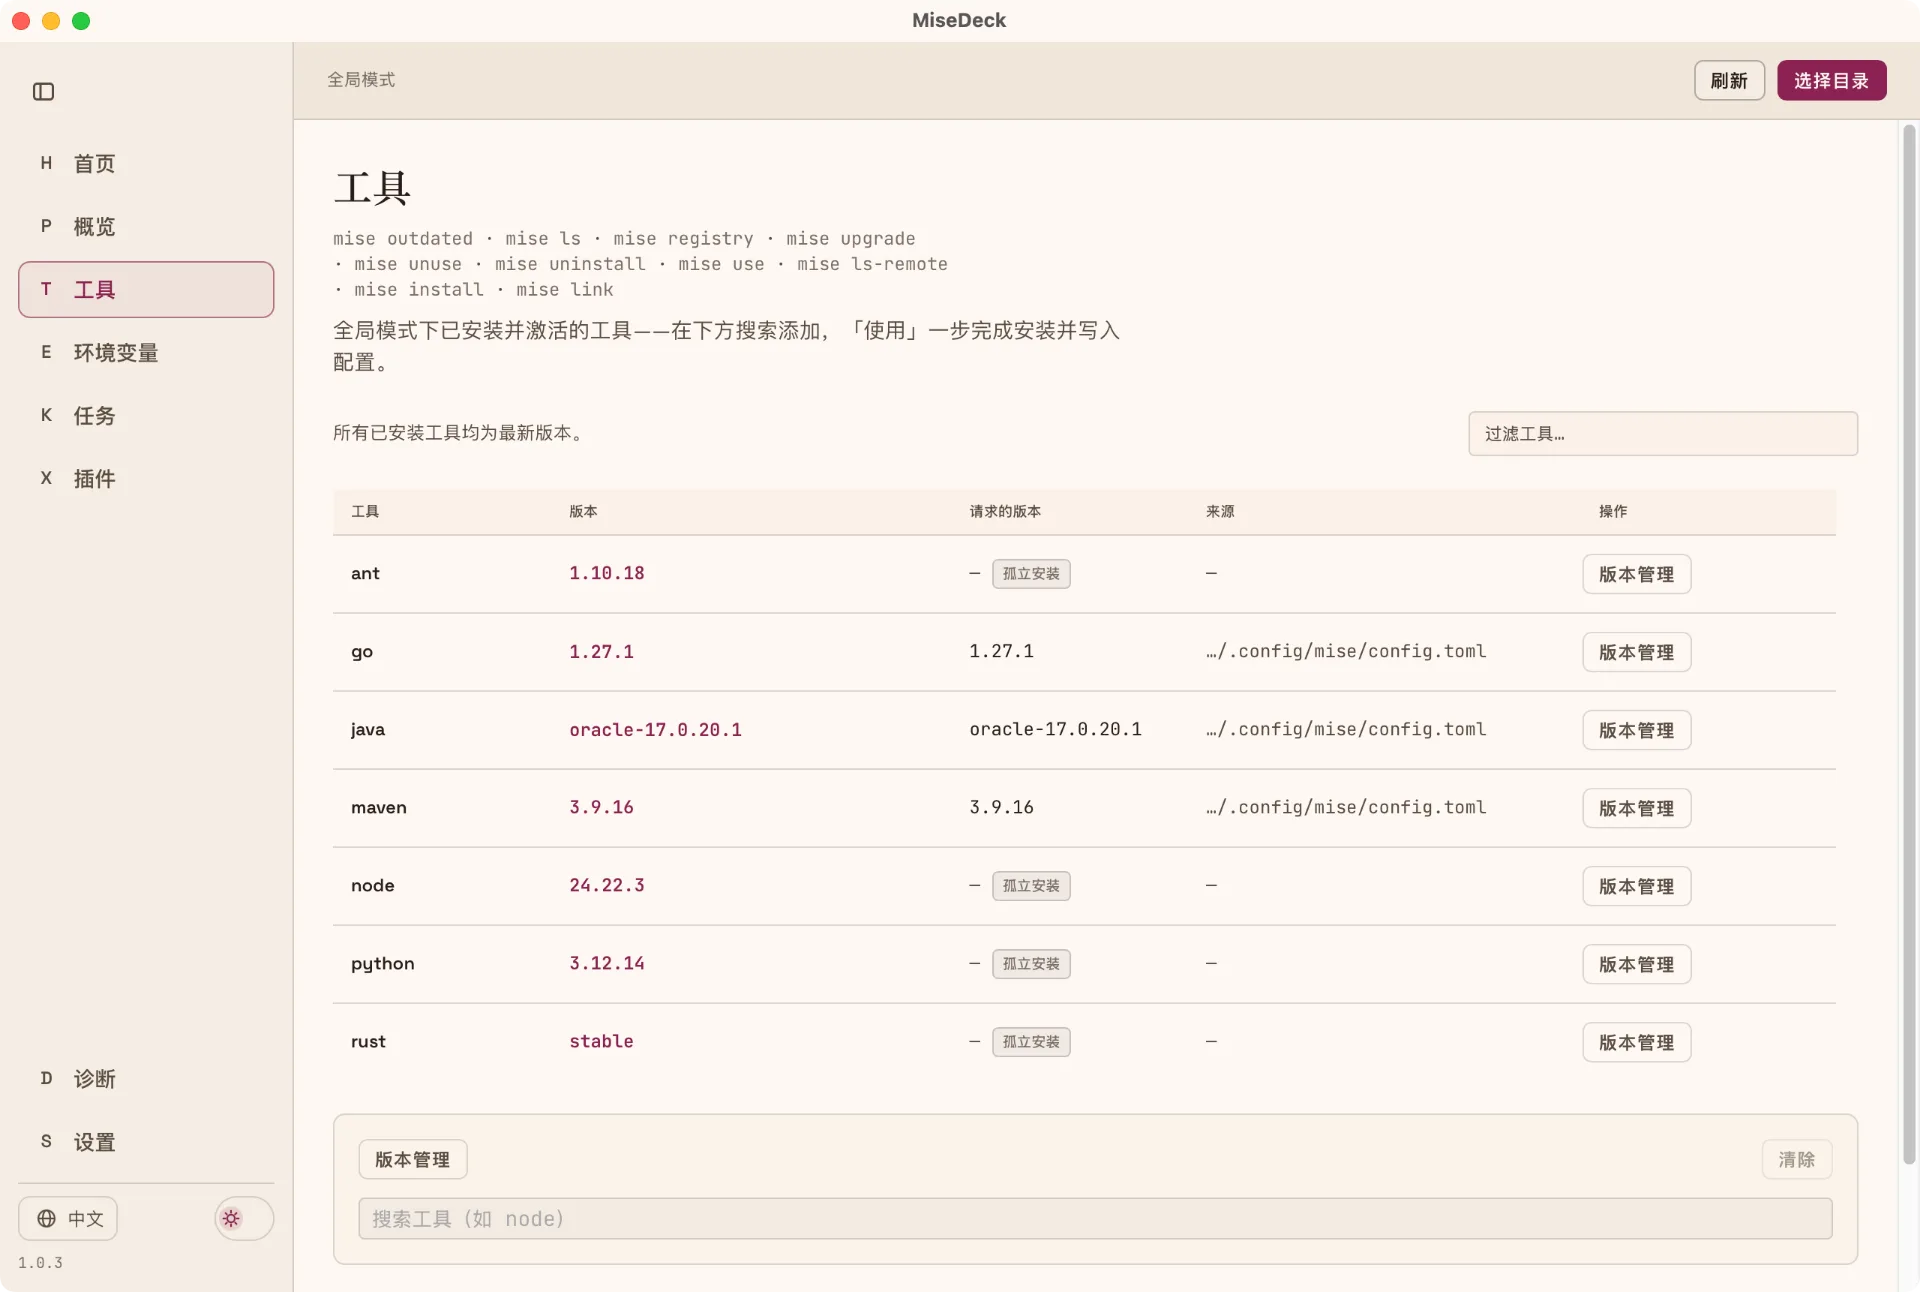 MiseDeck
全局模式
刷新
选择目录
H 首页
P 概览
T 工具
E 环境变量
K 任务
X 插件
D 诊断
S 设置
中文
1.0.3
工具
mise outdated · mise ls · mise registry · mise upgrade
· mise unuse · mise uninstall · mise use · mise ls-remote
· mise install · mise link
全局模式下已安装并激活的工具——在下方搜索添加，「使用」一步完成安装并写入
配置。
所有已安装工具均为最新版本。
过滤工具…
工具 版本 请求的版本 来源 操作
ant 1.10.18 — 孤立安装 — 版本管理
go 1.27.1 1.27.1 …/.config/mise/config.toml 版本管理
java oracle-17.0.20.1 oracle-17.0.20.1 …/.config/mise/config.toml 版本管理
maven 3.9.16 3.9.16 …/.config/mise/config.toml 版本管理
node 24.22.3 — 孤立安装 — 版本管理
python 3.12.14 — 孤立安装 — 版本管理
rust stable — 孤立安装 — 版本管理
版本管理
清除
搜索工具（如 node）